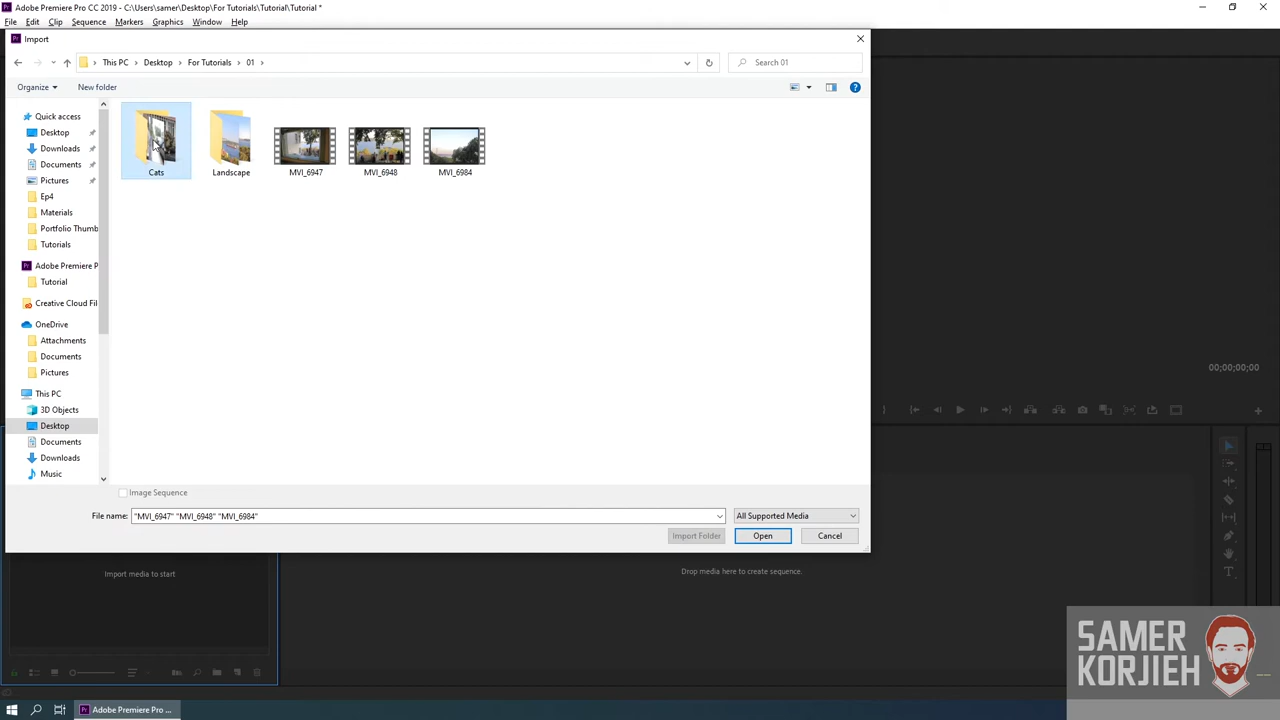 Adobe Premiere Pro CC 2019 - C:\Users\samer\Desktop\For Tutorials\Tutorial\Tutorial *
File Edit Clip Sequence Markers Graphics Window Help
Import
This PC > Desktop > For Tutorials > 01 >
Search 01
Organize
New folder
Quick access
Desktop
Downloads
Documents
Pictures
Ep4
Materials
Portfolio Thumb
Tutorials
Adobe Premiere P
Tutorial
Creative Cloud Fil
OneDrive
Attachments
Documents
Pictures
This PC
3D Objects
Desktop
Documents
Downloads
Music
Cats
Landscape
MVI_6947
MVI_6948
MVI_6984
Image Sequence
File name: "MVI_6947" "MVI_6948" "MVI_6984"
All Supported Media
Import Folder
Open
Cancel
00;00;00;00
Import media to start
Drop media here to create sequence.
SAMER
KORJIEH
Adobe Premiere Pro ...